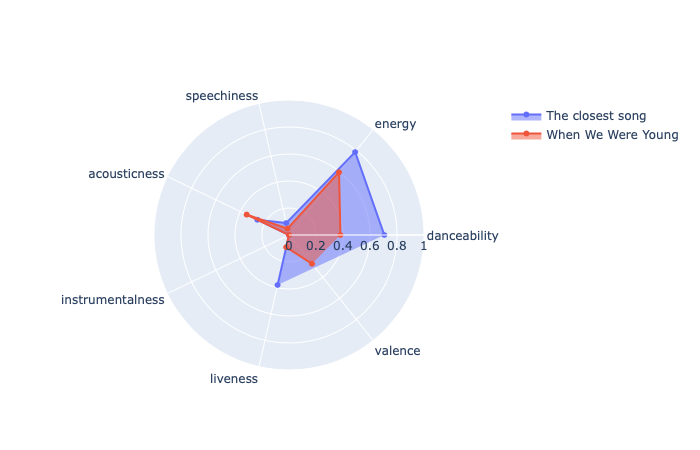 speechiness
energy
The closest song
When We Were Young
acousticness
danceability
0 0.2 0.4 0.6 0.8 1
instrumentalness
valence
liveness